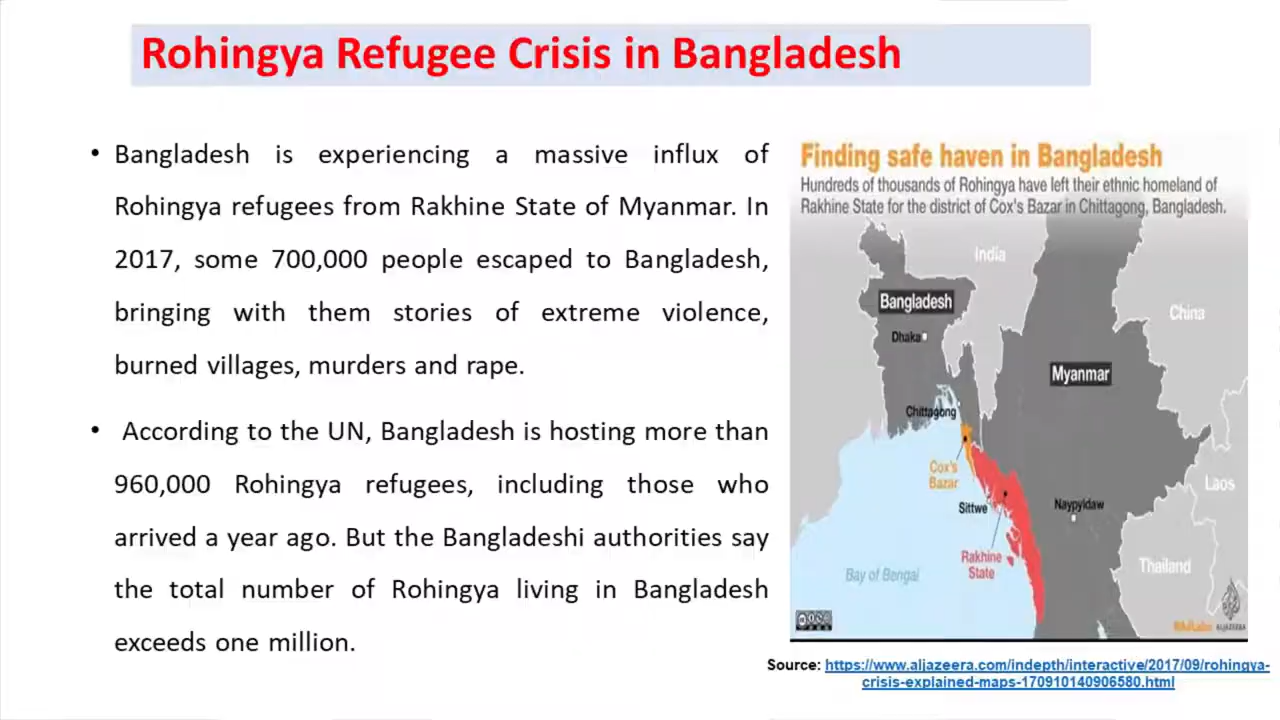 Rohingya Refugee Crisis in Bangladesh
• Bangladesh is experiencing a massive influx of
Rohingya refugees from Rakhine State of Myanmar. In
2017, some 700,000 people escaped to Bangladesh,
bringing with them stories of extreme violence,
burned villages, murders and rape.
• According to the UN, Bangladesh is hosting more than
960,000 Rohingya refugees, including those who
arrived a year ago. But the Bangladeshi authorities say
the total number of Rohingya living in Bangladesh
exceeds one million.
Finding safe haven in Bangladesh
Hundreds of thousands of Rohingya have left their ethnic homeland of
Rakhine State for the district of Cox's Bazar in Chittagong, Bangladesh.
India
Bangladesh
China
Dhaka
Myanmar
Chittagong
Cox's
Bazar
Laos
Sittwe
Naypyidaw
Rakhine
State
Thailand
Bay of Bengal
ALJAZEERA
Source: https://www.aljazeera.com/indepth/interactive/2017/09/rohingya-
crisis-explained-maps-170910140906580.html